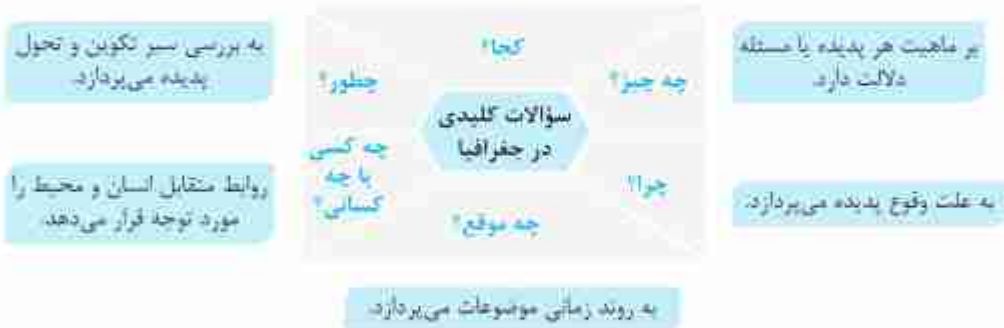 کجا؟
چه چیز؟
بر ماهیت هر پدیده یا مسئله
دلالت دارد.
چرا؟
به علت وقوع پدیده می‌پردازد.
چه موقع؟
به روند زمانی موضوعات می‌پردازد.
چه کسی
یا چه
کسانی؟
روابط متقابل انسان و محیط را
مورد توجه قرار می‌دهد.
چطور؟
به بررسی سیر تکوین و تحول
پدیده می‌پردازد.
سؤالات کلیدی
در جغرافیا